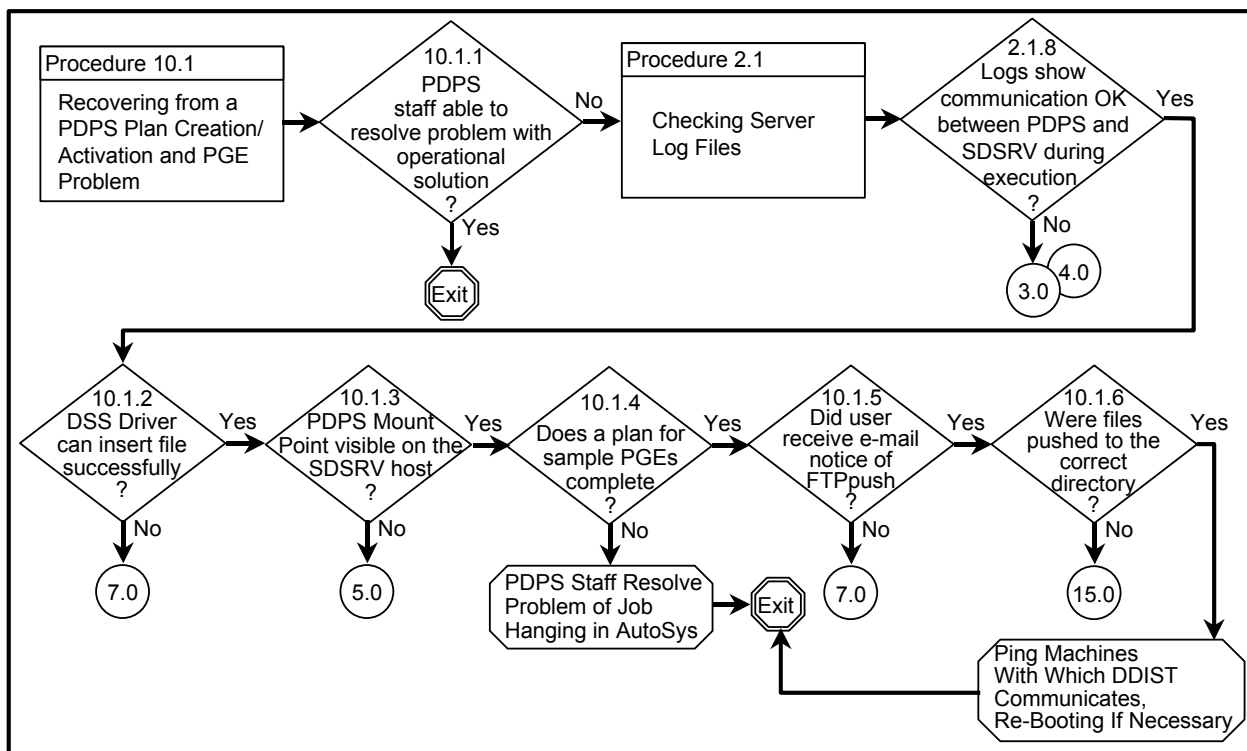 Procedure 10.1
Recovering from a
PDPS Plan Creation/
Activation and PGE
Problem
10.1.1
PDPS
staff able to
resolve problem with
operational
solution
?
No
Yes
Exit
Procedure 2.1
Checking Server
Log Files
2.1.8
Logs show
communication OK
between PDPS and
SDSRV during
execution
?
Yes
No
3.0
4.0
10.1.2
DSS Driver
can insert file
successfully
?
Yes
No
7.0
10.1.3
PDPS Mount
Point visible on the
SDSRV host
?
Yes
No
5.0
10.1.4
Does a plan for
sample PGEs
complete
?
Yes
No
PDPS Staff Resolve
Problem of Job
Hanging in AutoSys
Exit
10.1.5
Did user
receive e-mail
notice of
FTPpush
?
Yes
No
7.0
10.1.6
Were files
pushed to the
correct
directory
?
Yes
No
15.0
Ping Machines
With Which DDIST
Communicates,
Re-Booting If Necessary